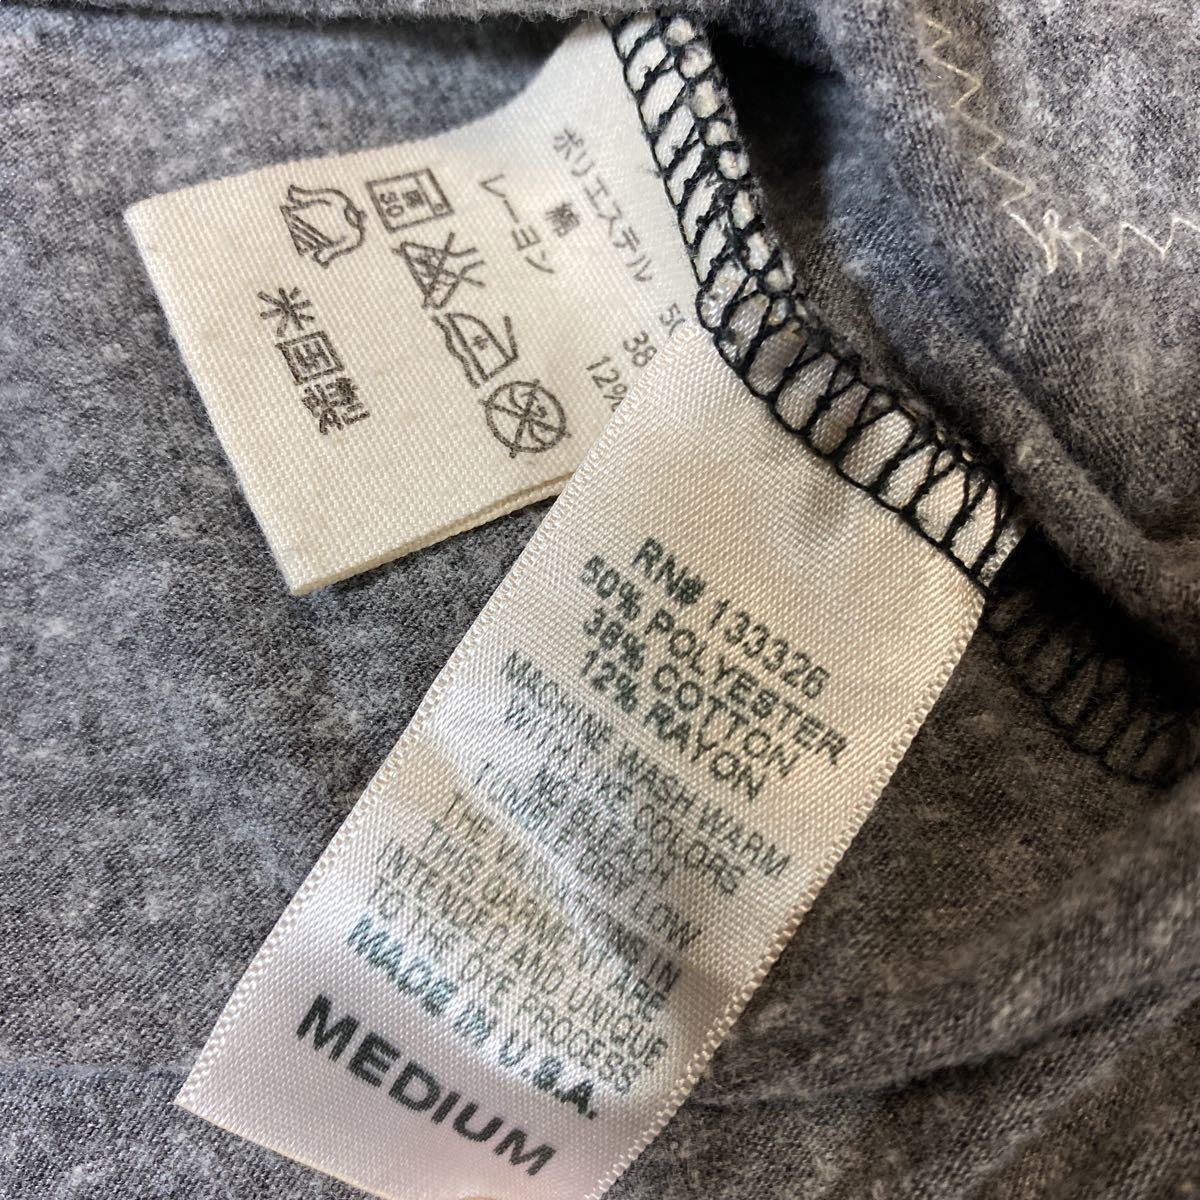 ポリエステル 50
綿 38
レーヨン 12%
30
米国製
RN# 133326
50% POLYESTER
38% COTTON
12% RAYON
MACHINE WASH WARM
WITH LIKE COLORS
NO BLEACH
TUMBLE DRY LOW
THE VARIATIONS IN
THIS GARMENT ARE
INTENDED AND UNIQUE
TO THE DYE PROCESS
MADE IN U.S.A.
MEDIUM